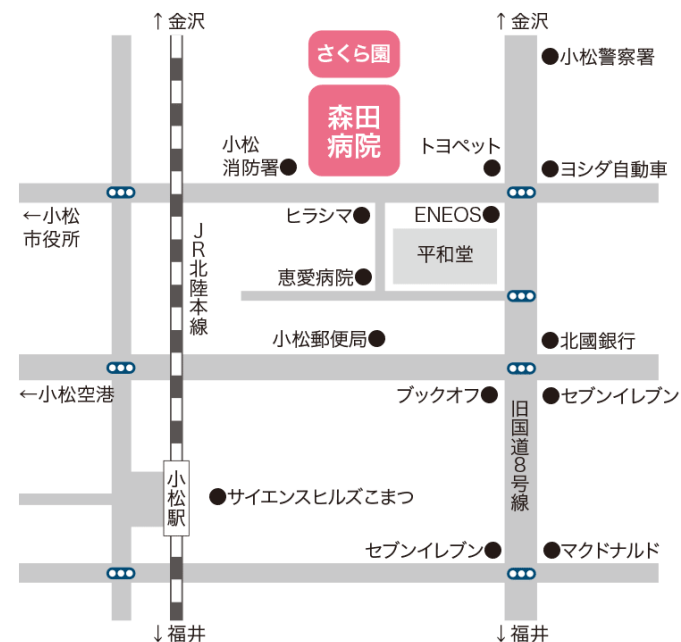 ↑金沢
↑金沢
さくら園
小松警察署
森田
病院
小松
消防署
トヨペット
ヨシダ自動車
←小松
市役所
ヒラシマ
ENEOS
JR北陸本線
平和堂
恵愛病院
小松郵便局
北國銀行
←小松空港
ブックオフ
セブンイレブン
旧国道8号線
小松駅
サイエンスヒルズこまつ
セブンイレブン
マクドナルド
↓福井
↓福井